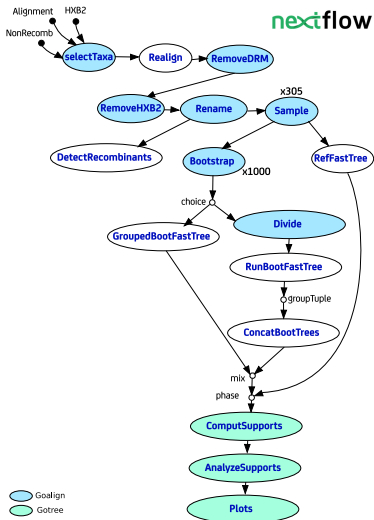 Alignment HXB2
nextflow
NonRecomb
selectTaxa Realign RemoveDRM
x305
RemoveHXB2 Rename Sample
DetectRecombinants Bootstrap RefFastTree
x1000
choice
GroupedBootFastTree Divide
RunBootFastTree
groupTuple
ConcatBootTrees
mix
phase
ComputSupports
AnalyzeSupports
Goalign
Gotree
Plots